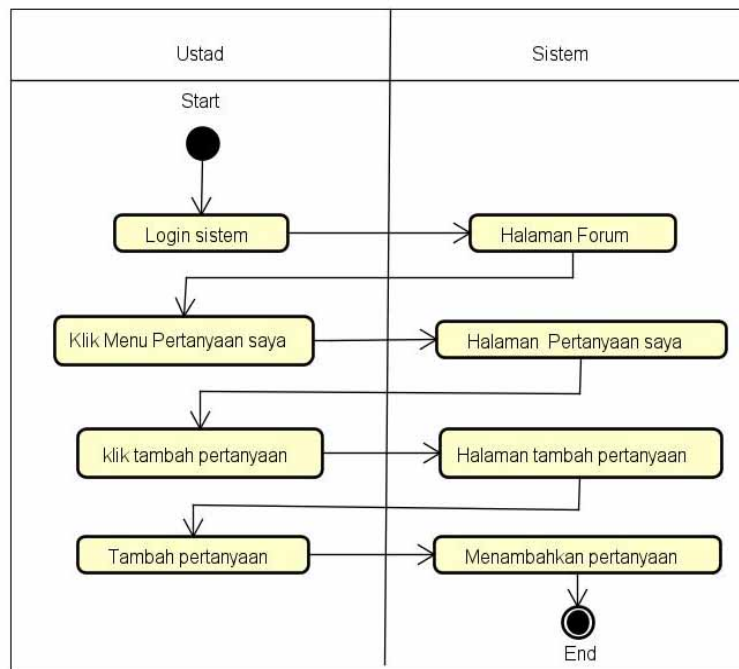 Ustad
Sistem
Start
Login sistem
Halaman Forum
Klik Menu Pertanyaan saya
Halaman Pertanyaan saya
klik tambah pertanyaan
Halaman tambah pertanyaan
Tambah pertanyaan
Menambahkan pertanyaan
End